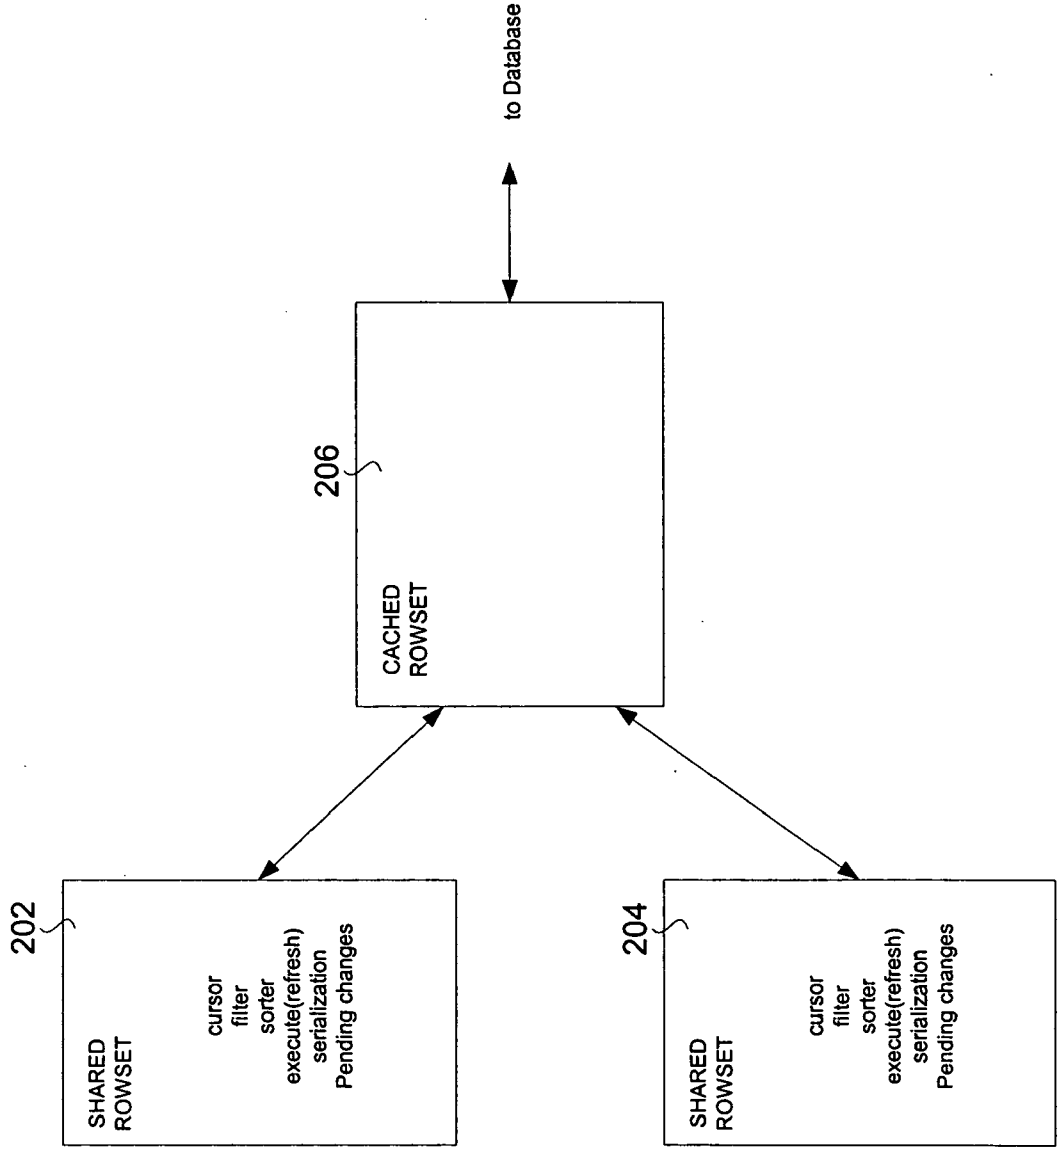 202
SHARED
ROWSET
cursor
filter
sorter
execute(refresh)
serialization
Pending changes
204
SHARED
ROWSET
cursor
filter
sorter
execute(refresh)
serialization
Pending changes
206
CACHED
ROWSET
to Database